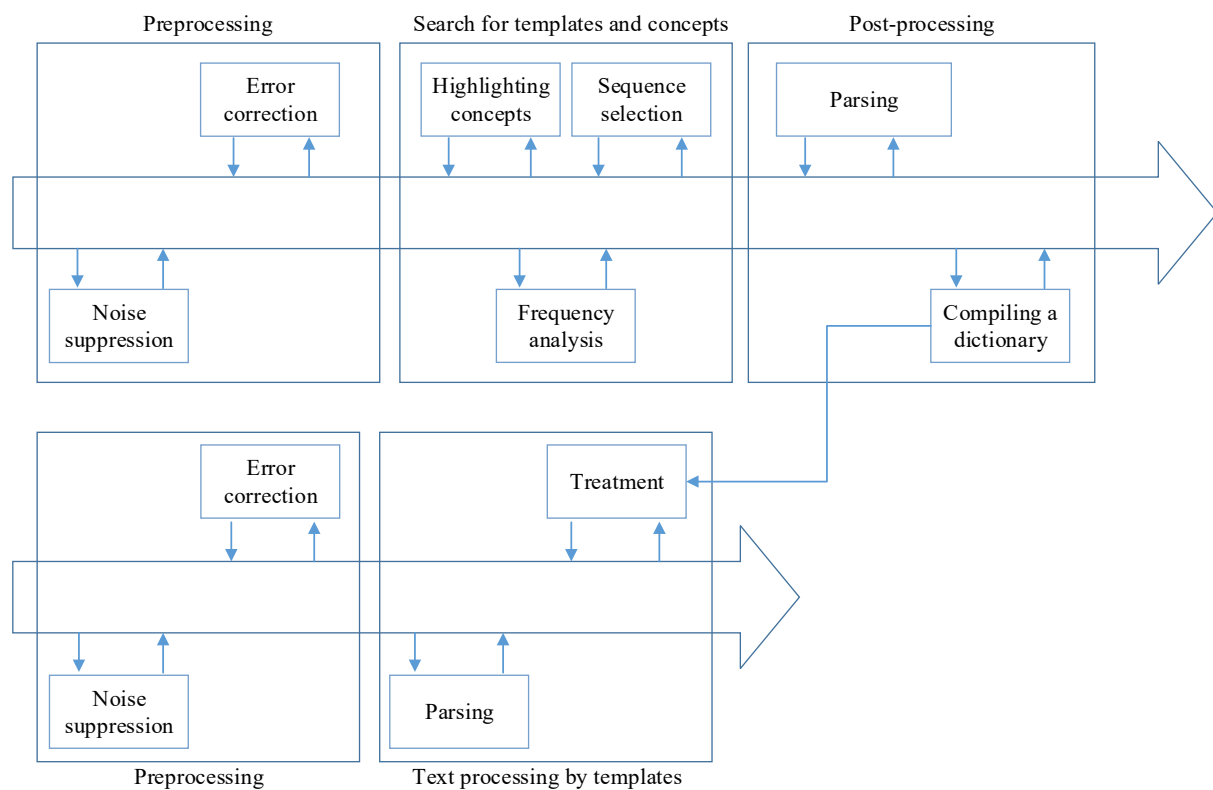 Preprocessing
Search for templates and concepts
Post-processing
Error
correction
Highlighting
concepts
Sequence
selection
Parsing
Noise
suppression
Frequency
analysis
Compiling a
dictionary
Error
correction
Treatment
Noise
suppression
Parsing
Preprocessing
Text processing by templates